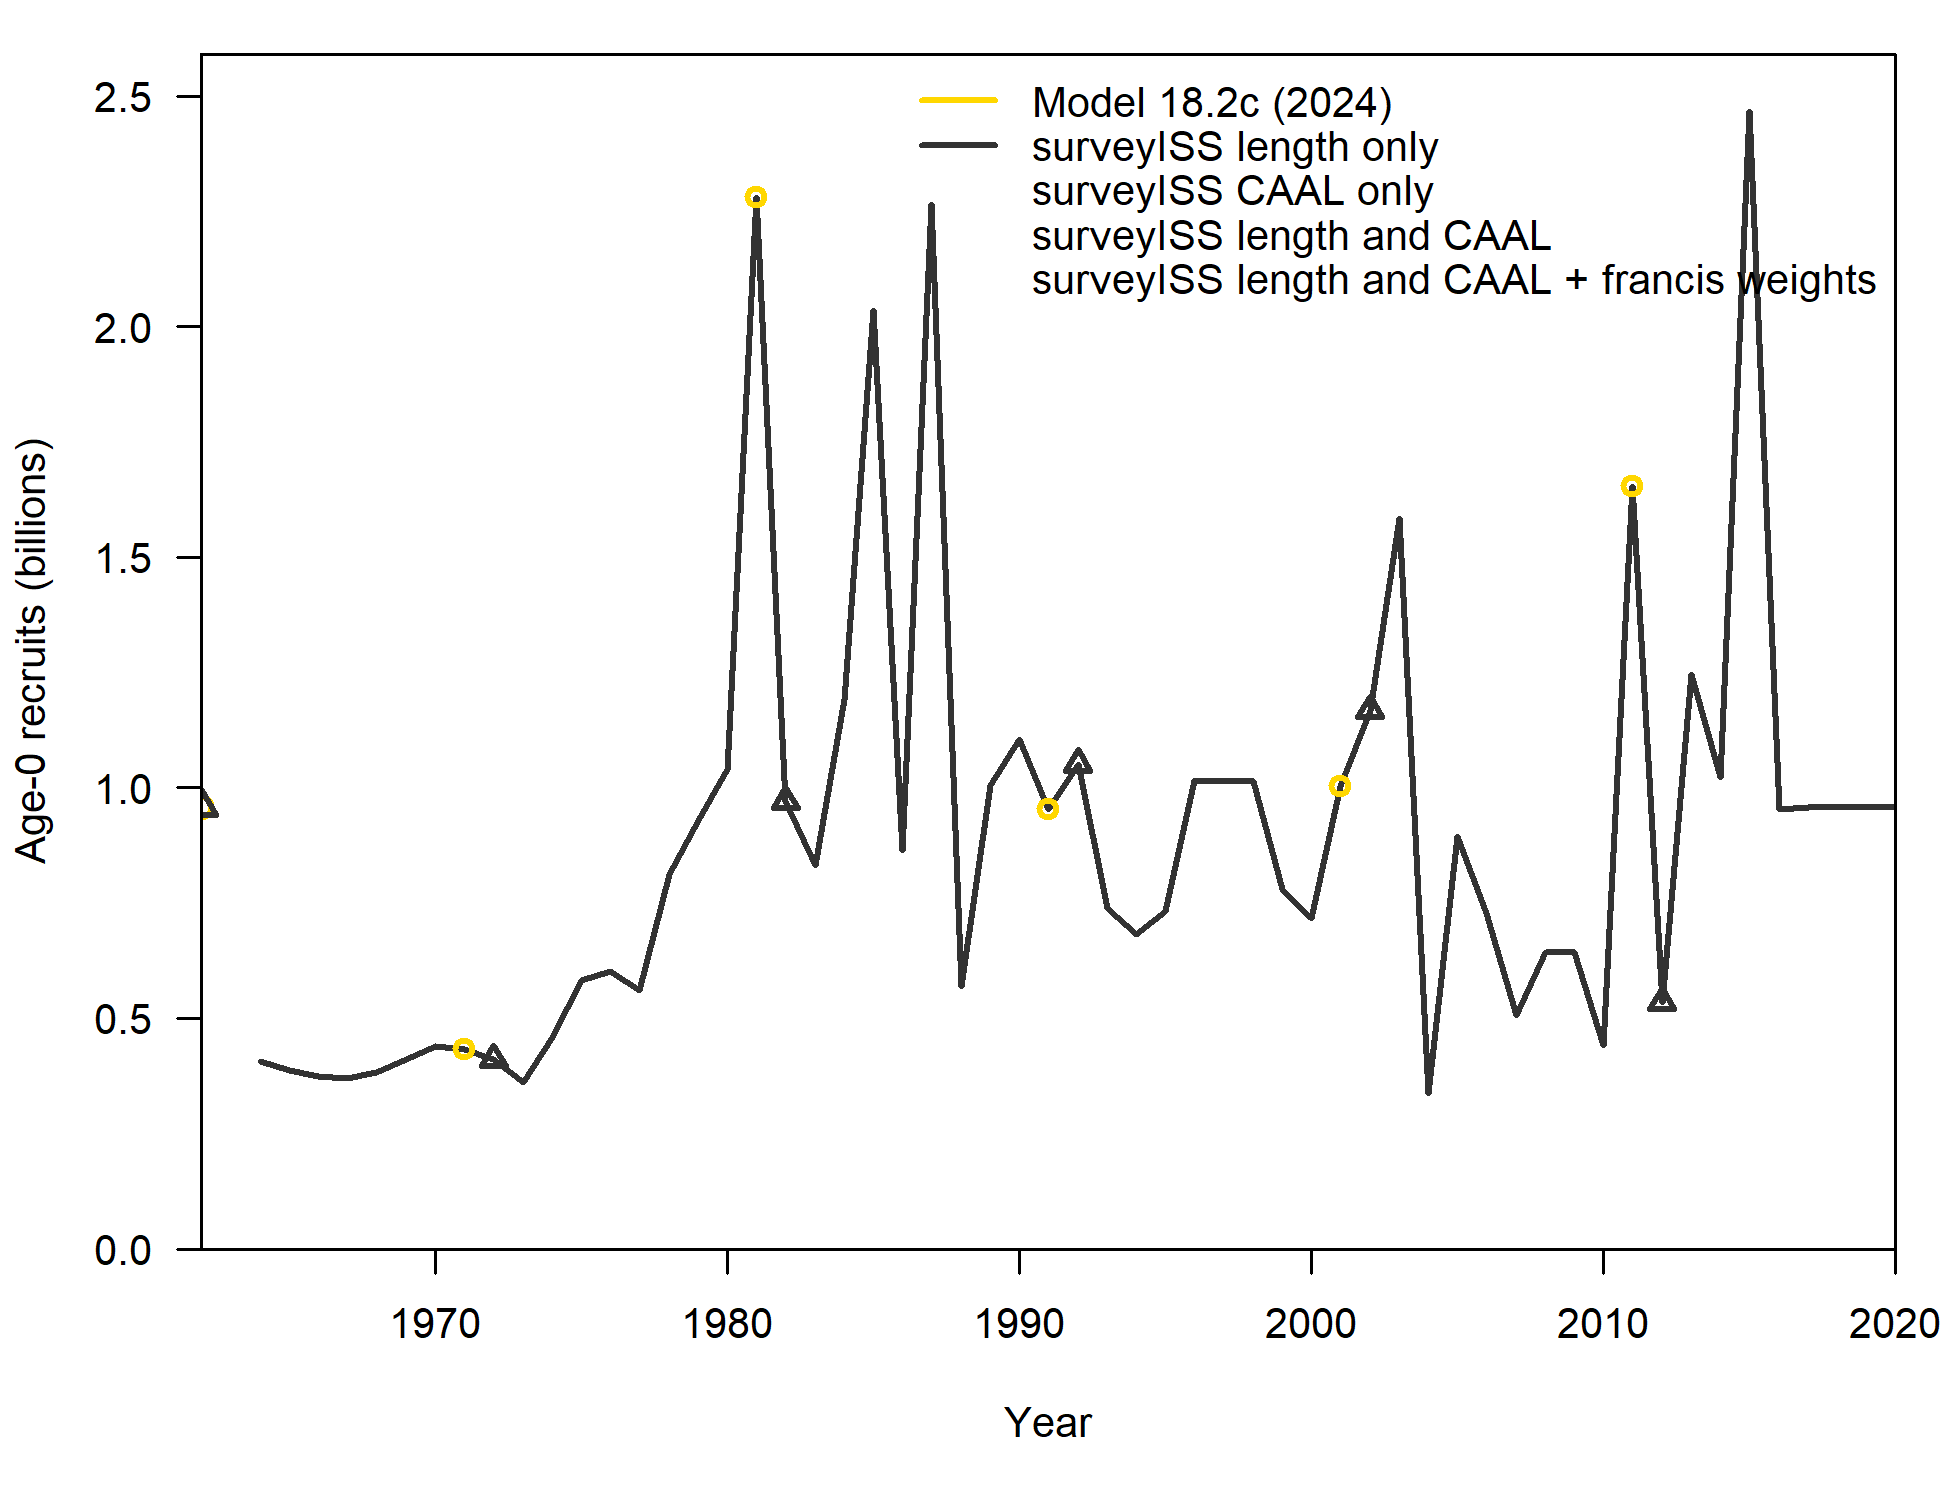 2.5
2.0
1.5
1.0
0.5
0.0
Age-0 recruits (billions)
Model 18.2c (2024)
surveyISS length only
surveyISS CAAL only
surveyISS length and CAAL
surveyISS length and CAAL + francis weights
1970
1980
1990
2000
2010
2020
Year